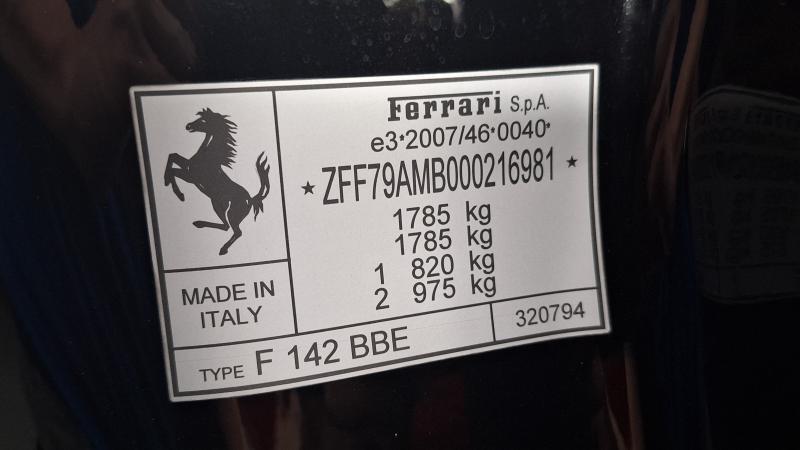 Ferrari S.p.A.
e3*2007/46*0040*
★ ZFF79AMB000216981 ★
1785 kg
1785 kg
1 820 kg
2 975 kg
MADE IN
ITALY
TYPE F 142 BBE
320794